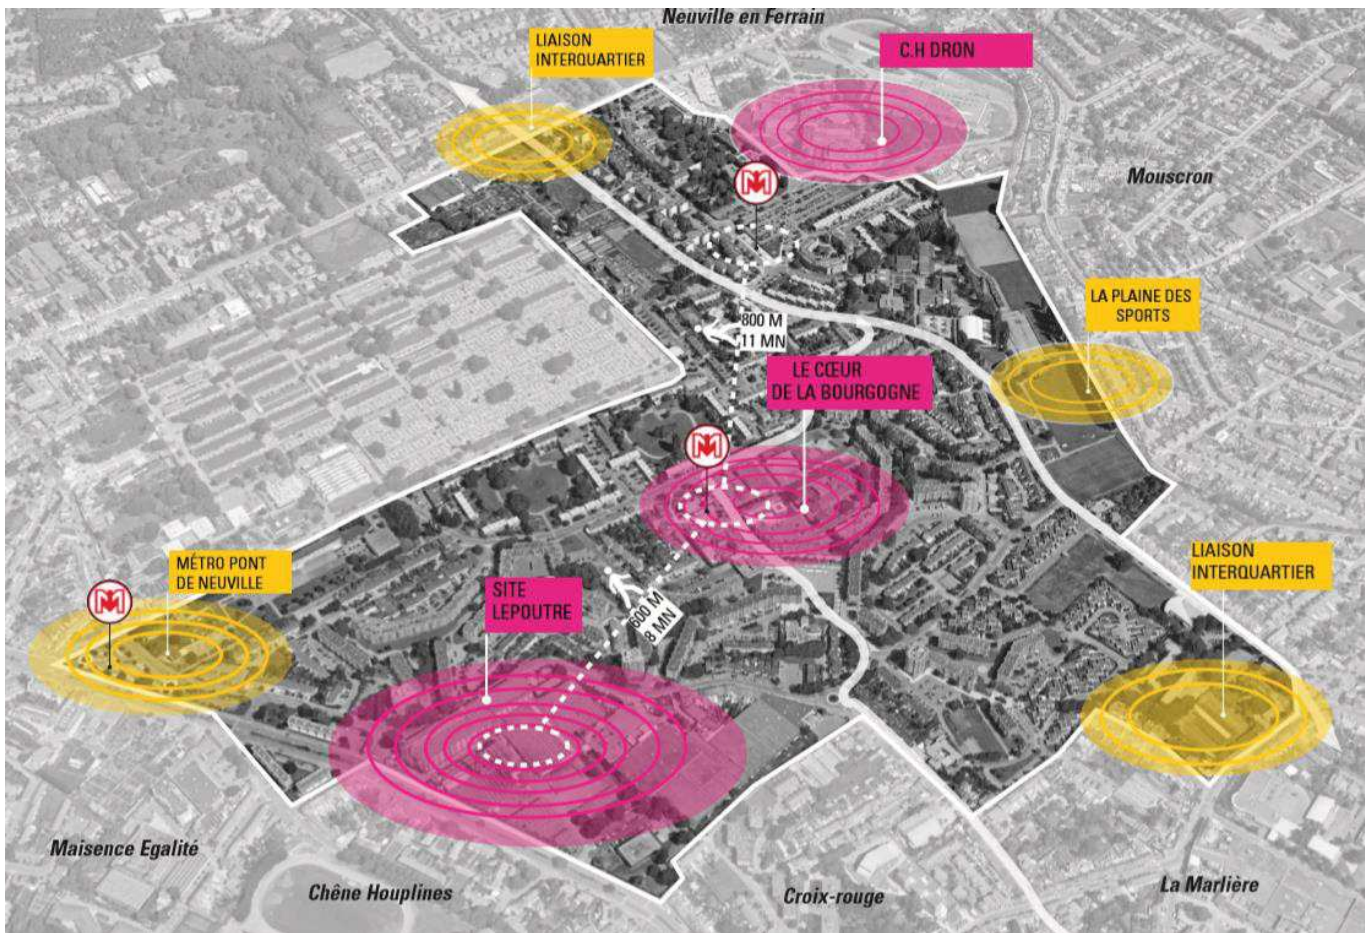 Neuville en Ferrain
LIAISON
INTERQUARTIER
C.H DRON
Mouscron
LA PLAINE DES
SPORTS
800 M
11 MN
LE CŒUR
DE LA BOURGOGNE
MÉTRO PONT
DE NEUVILLE
SITE
LEPOUTRE
600 M
8 MN
LIAISON
INTERQUARTIER
Maisence Egalité
Chêne Houplines
Croix-rouge
La Marlière